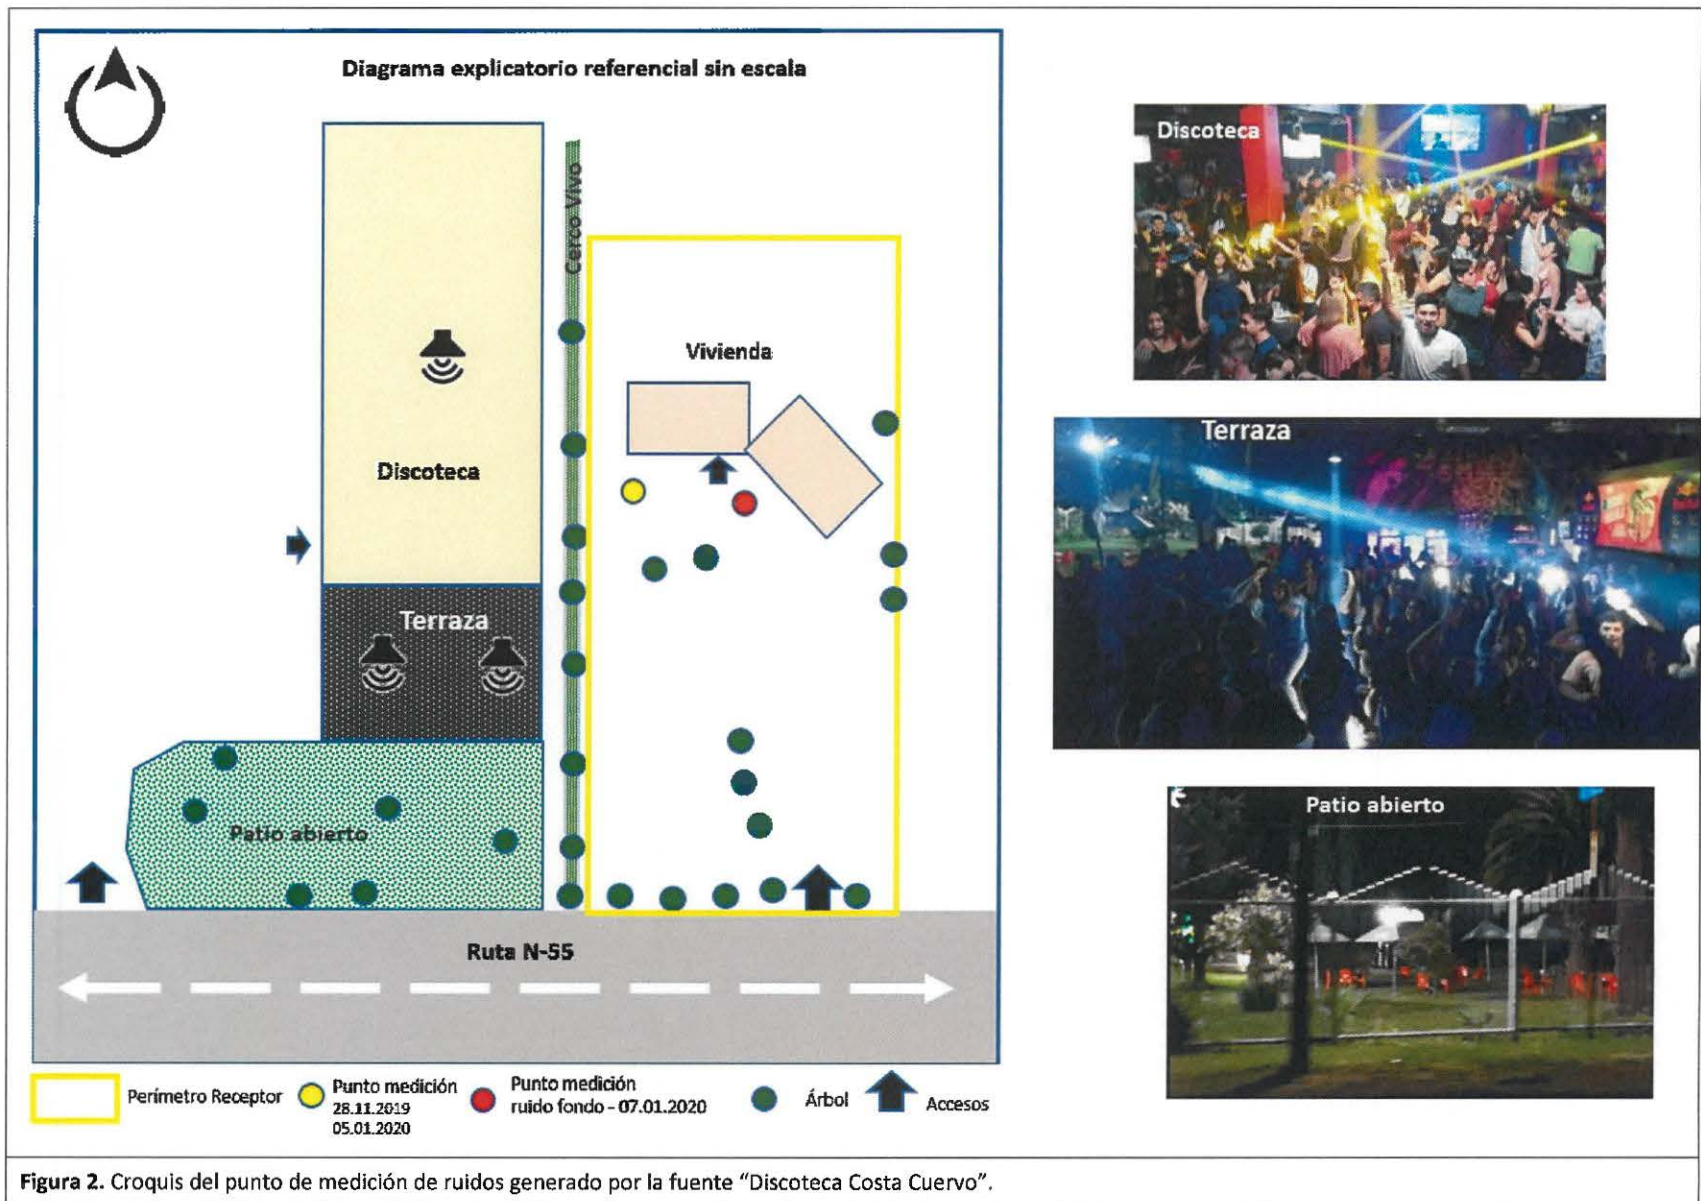 Diagrama explicatorio referencial sin escala
Cerco Vivo
Vivienda
Discoteca
Terraza
Patio abierto
Ruta N-55
Discoteca
Terraza
Patio abierto
Perímetro Receptor
Punto medición
28.11.2019
05.01.2020
Punto medición
ruido fondo - 07.01.2020
Árbol
Accesos
Figura 2. Croquis del punto de medición de ruidos generado por la fuente “Discoteca Costa Cuervo”.